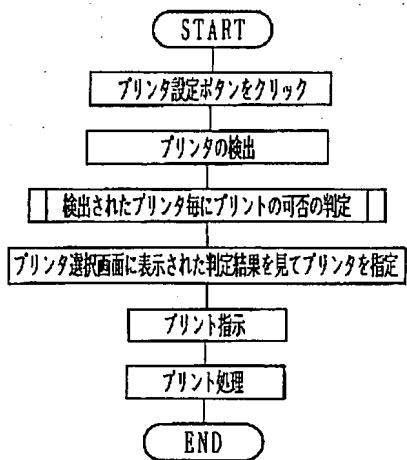 START
プリンタ設定ボタンをクリック
プリンタの検出
検出されたプリンタ毎にプリントの可否の判定
プリンタ選択画面に表示された判定結果を見てプリンタを指定
プリント指示
プリント処理
END